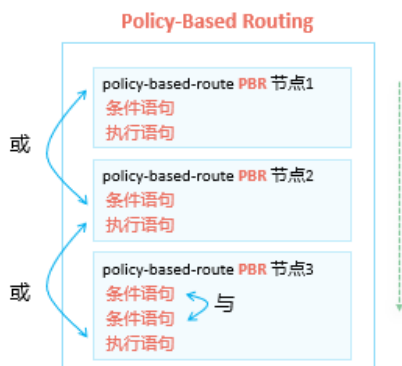 Policy-Based Routing
policy-based-route PBR 节点1
条件语句
执行语句
或
policy-based-route PBR 节点2
条件语句
执行语句
或
policy-based-route PBR 节点3
条件语句
与
条件语句
执行语句